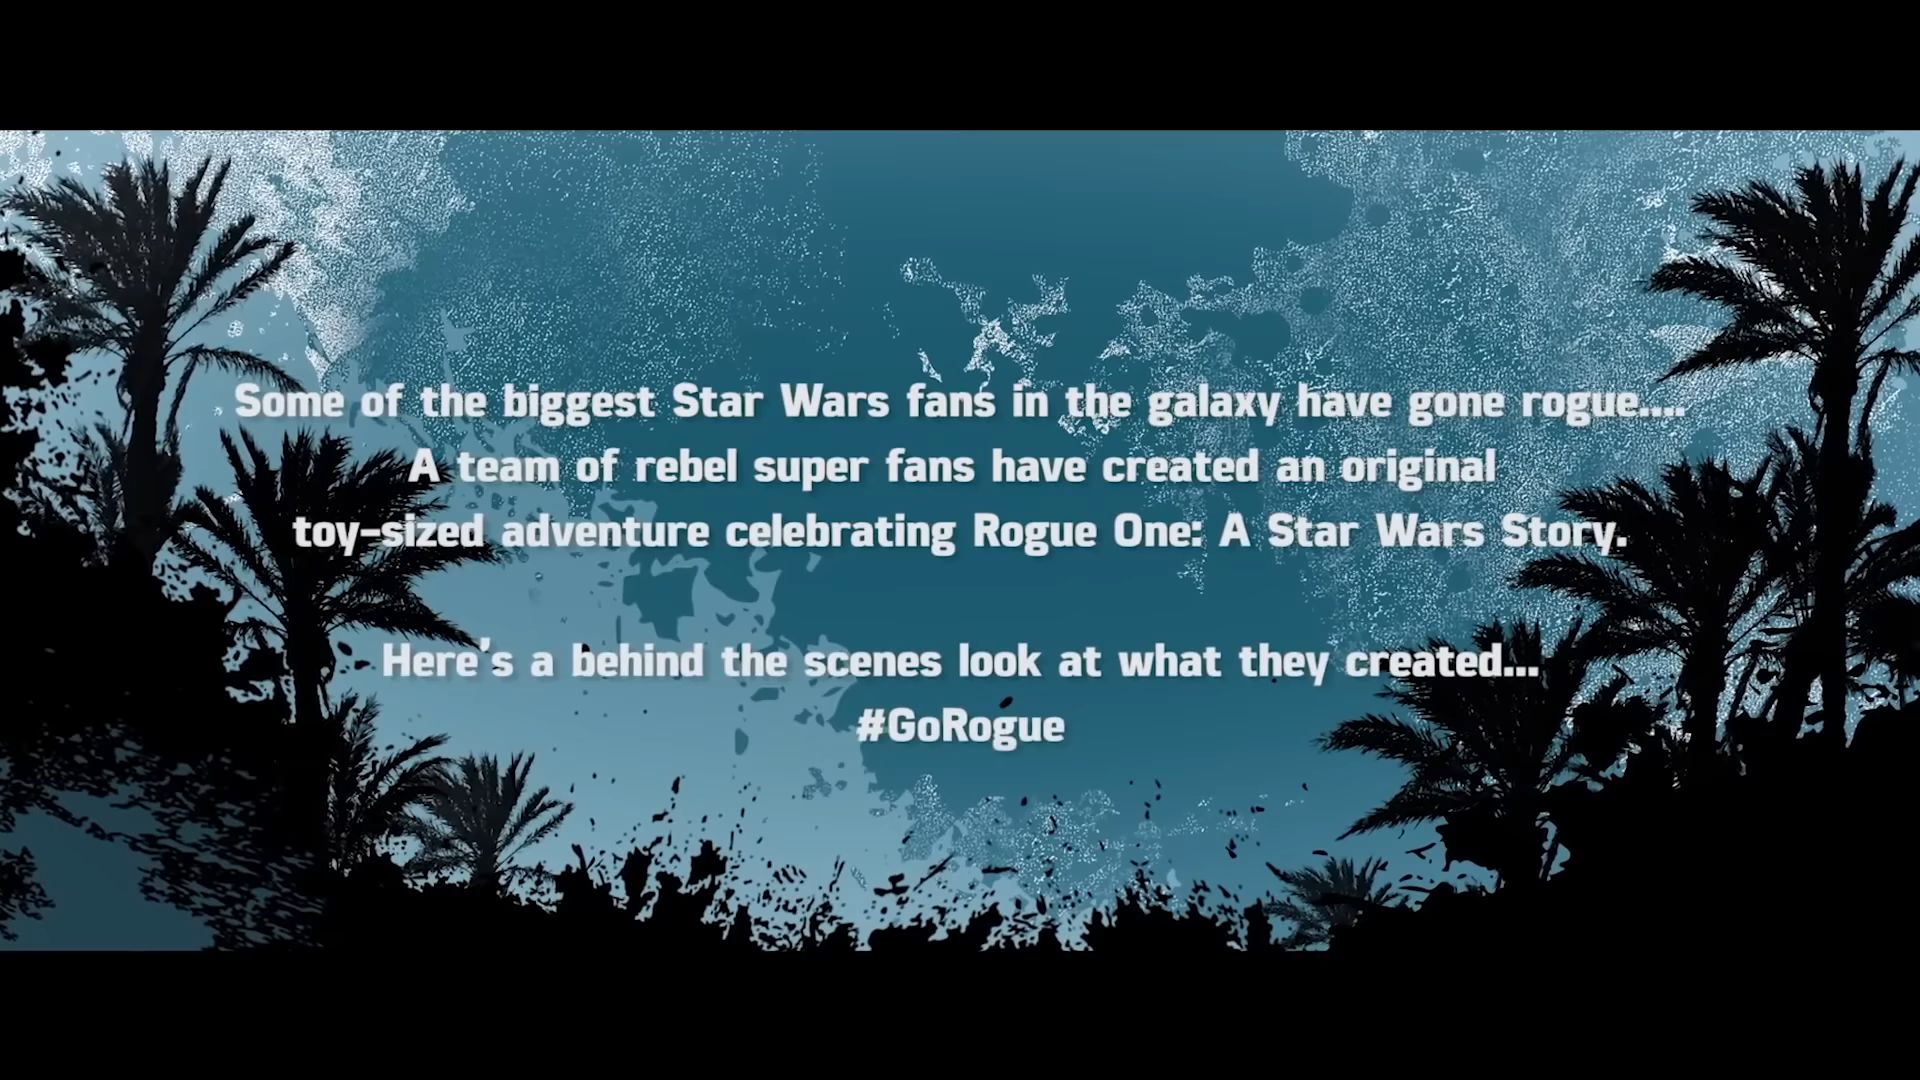 Some of the biggest Star Wars fans in the galaxy have gone rogue....
A team of rebel super fans have created an original
toy-sized adventure celebrating Rogue One: A Star Wars Story.
Here's a behind the scenes look at what they created...
#GoRogue